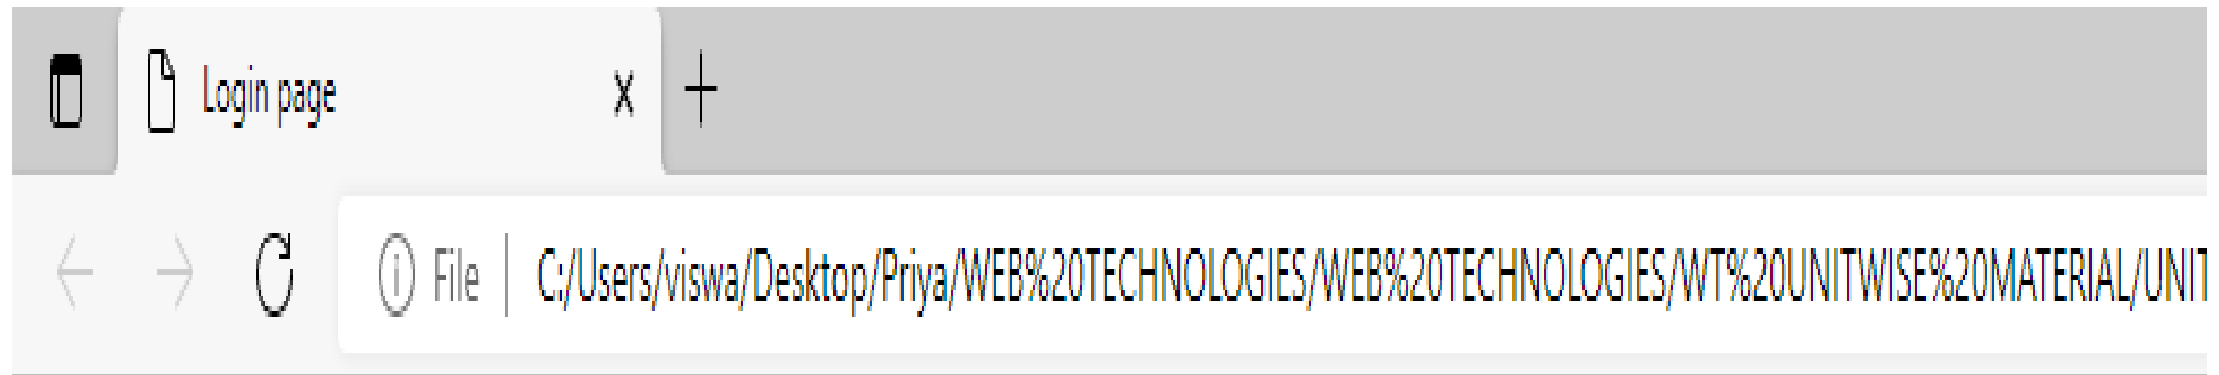 Login page
File C:/Users/viswa/Desktop/Priya/WEB%20TECHNOLOGIES/WEB%20TECHNOLOGIES/WT%20UNITWISE%20MATERIAL/UNIT